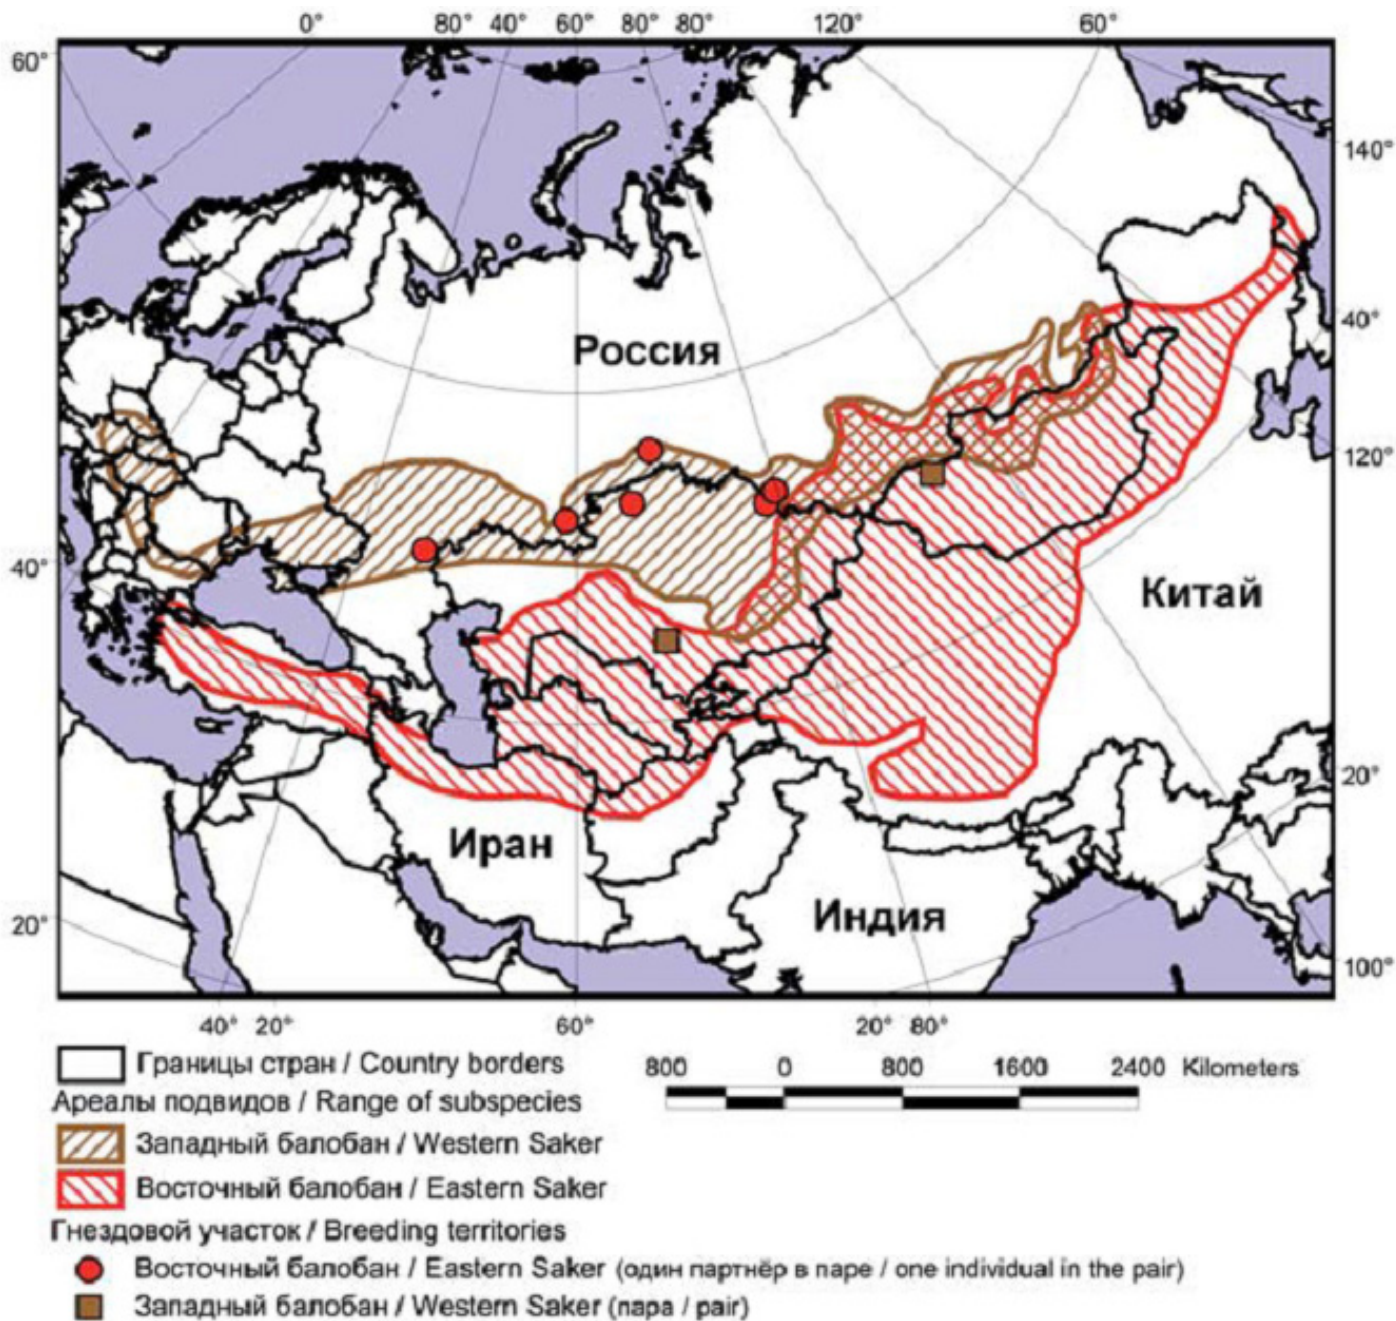 0° 80° 40° 60° 80° 80° 120° 60°
60°
140°
Россия
40°
120°
40°
Китай
20°
Иран
Индия
20°
100°
40° 20° 60° 20° 80°
Границы стран / Country borders
800 0 800 1600 2400 Kilometers
Ареалы подвидов / Range of subspecies
Западный балобан / Western Saker
Восточный балобан / Eastern Saker
Гнездовой участок / Breeding territories
Восточный балобан / Eastern Saker (один партнёр в паре / one individual in the pair)
Западный балобан / Western Saker (пара / pair)